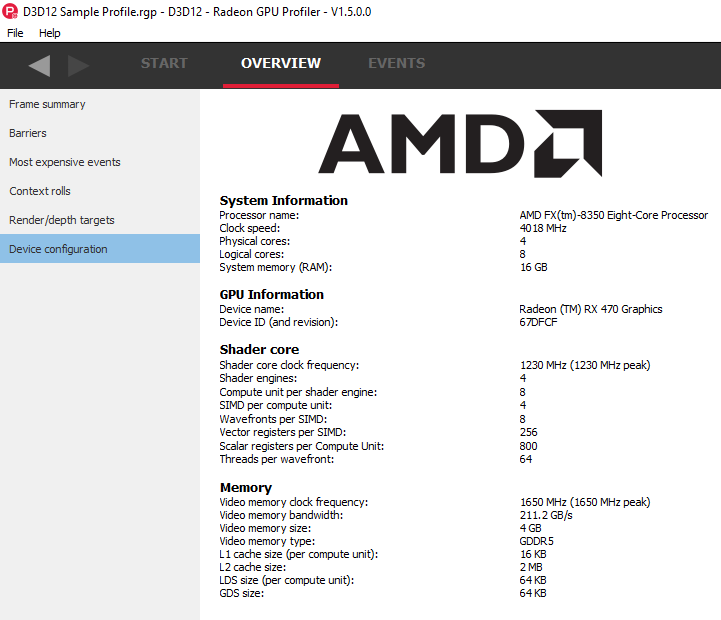 D3D12 Sample Profile.rgp - D3D12 - Radeon GPU Profiler - V1.5.0.0
File Help
START OVERVIEW EVENTS
Frame summary
Barriers
Most expensive events
Context rolls
Render/depth targets
Device configuration
AMD
System Information
Processor name: AMD FX(tm)-8350 Eight-Core Processor
Clock speed: 4018 MHz
Physical cores: 4
Logical cores: 8
System memory (RAM): 16 GB
GPU Information
Device name: Radeon (TM) RX 470 Graphics
Device ID (and revision): 67DFCF
Shader core
Shader core clock frequency: 1230 MHz (1230 MHz peak)
Shader engines: 4
Compute unit per shader engine: 8
SIMD per compute unit: 4
Wavefronts per SIMD: 8
Vector registers per SIMD: 256
Scalar registers per Compute Unit: 800
Threads per wavefront: 64
Memory
Video memory clock frequency: 1650 MHz (1650 MHz peak)
Video memory bandwidth: 211.2 GB/s
Video memory size: 4 GB
Video memory type: GDDR5
L1 cache size (per compute unit): 16 KB
L2 cache size: 2 MB
LDS size (per compute unit): 64 KB
GDS size: 64 KB